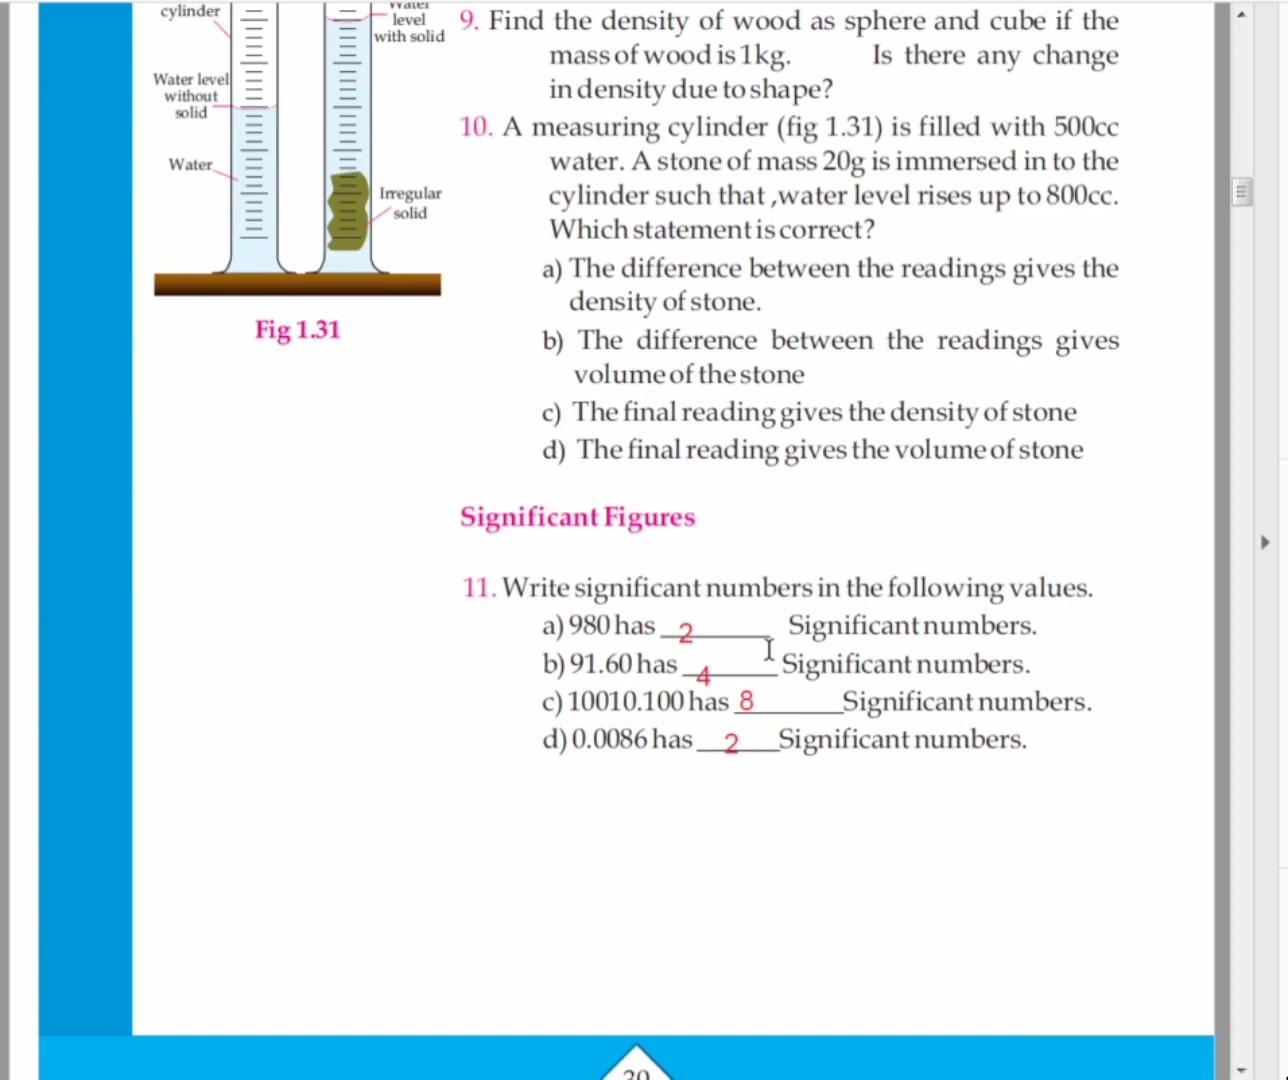 cylinder
Water
level
with solid
Water level
without
solid
Water
Irregular
solid
Fig 1.31
9. Find the density of wood as sphere and cube if the
mass of wood is 1kg. Is there any change
in density due to shape?
10. A measuring cylinder (fig 1.31) is filled with 500cc
water. A stone of mass 20g is immersed in to the
cylinder such that ,water level rises up to 800cc.
Which statement is correct?
a) The difference between the readings gives the
density of stone.
b) The difference between the readings gives
volume of the stone
c) The final reading gives the density of stone
d) The final reading gives the volume of stone
Significant Figures
11. Write significant numbers in the following values.
a) 980 has 2 Significant numbers.
b) 91.60 has 4 Significant numbers.
c) 10010.100 has 8 Significant numbers.
d) 0.0086 has 2 Significant numbers.
30